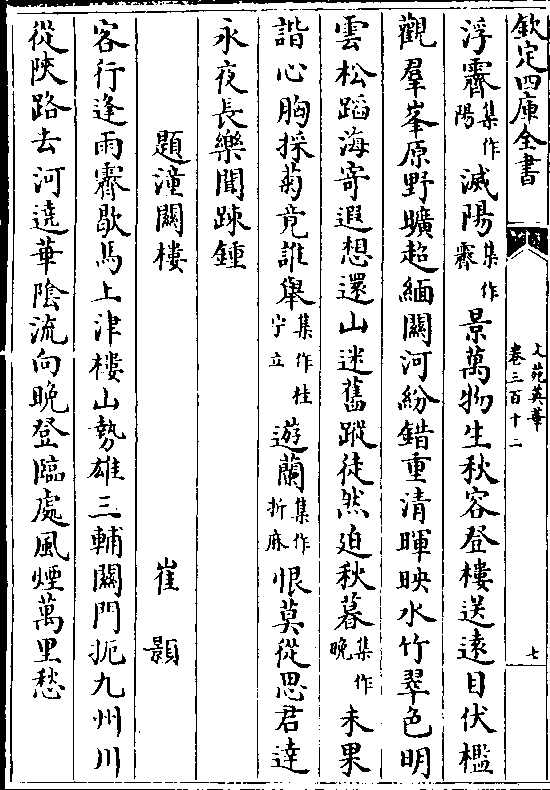 欽定四庫全書
文苑英華
卷三百十二
七
浮霽集作陽滅陽集作霽景萬物生秋容登樓送遠目伏檻
觀羣峯原野曠超緬關河紛錯重清暉映水竹翠色明
雲松蹈海寄遐想還山迷舊蹤徒然迫秋暮集作晚未果
諧心胸採菊竟誰舉集作桂宁立遊蘭集作折麻恨莫從思君達
永夜長樂聞踈鍾
題潼關樓
崔顥
客行逢雨霽歇馬上津樓山勢雄三輔關門扼九州川
從陝路去河遶華陰流向晚登臨處風煙萬里愁